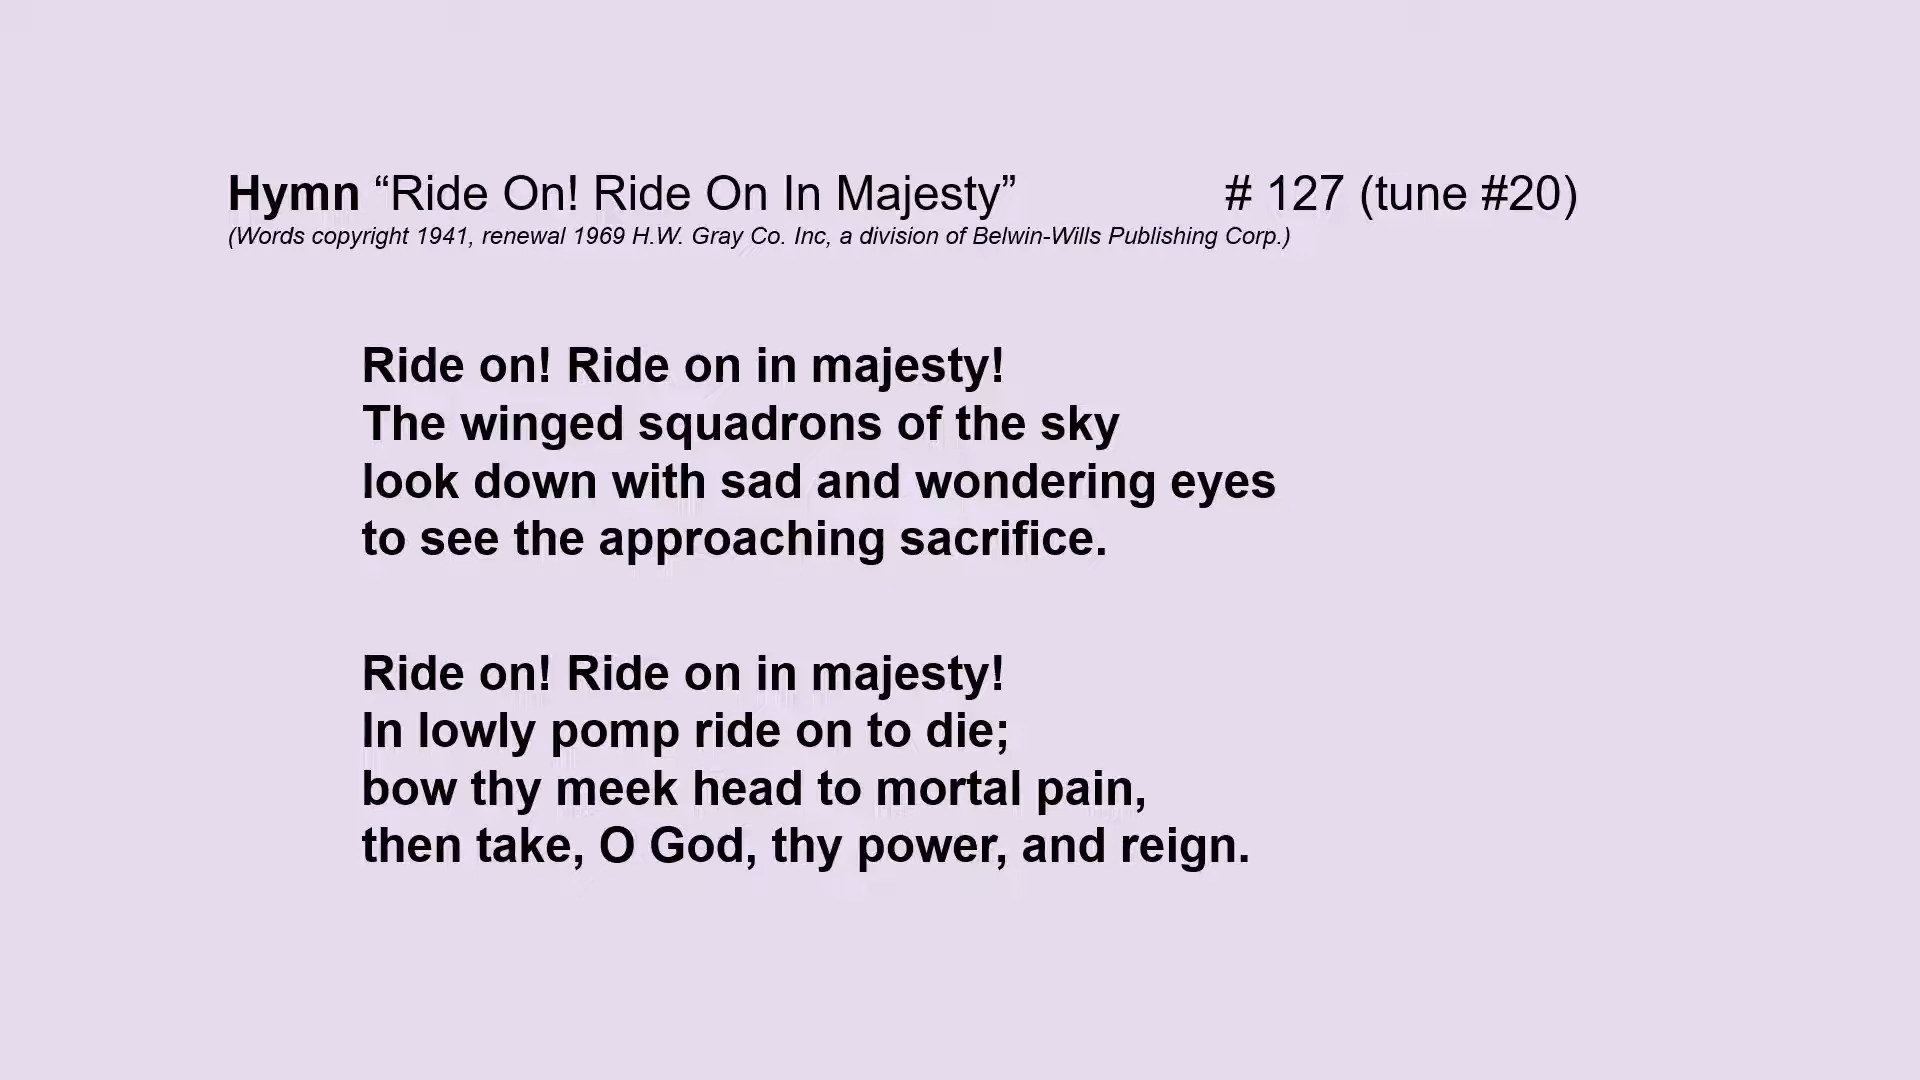 Hymn “Ride On! Ride On In Majesty” # 127 (tune #20)
(Words copyright 1941, renewal 1969 H.W. Gray Co. Inc, a division of Belwin-Wills Publishing Corp.)
Ride on! Ride on in majesty!
The winged squadrons of the sky
look down with sad and wondering eyes
to see the approaching sacrifice.
Ride on! Ride on in majesty!
In lowly pomp ride on to die;
bow thy meek head to mortal pain,
then take, O God, thy power, and reign.